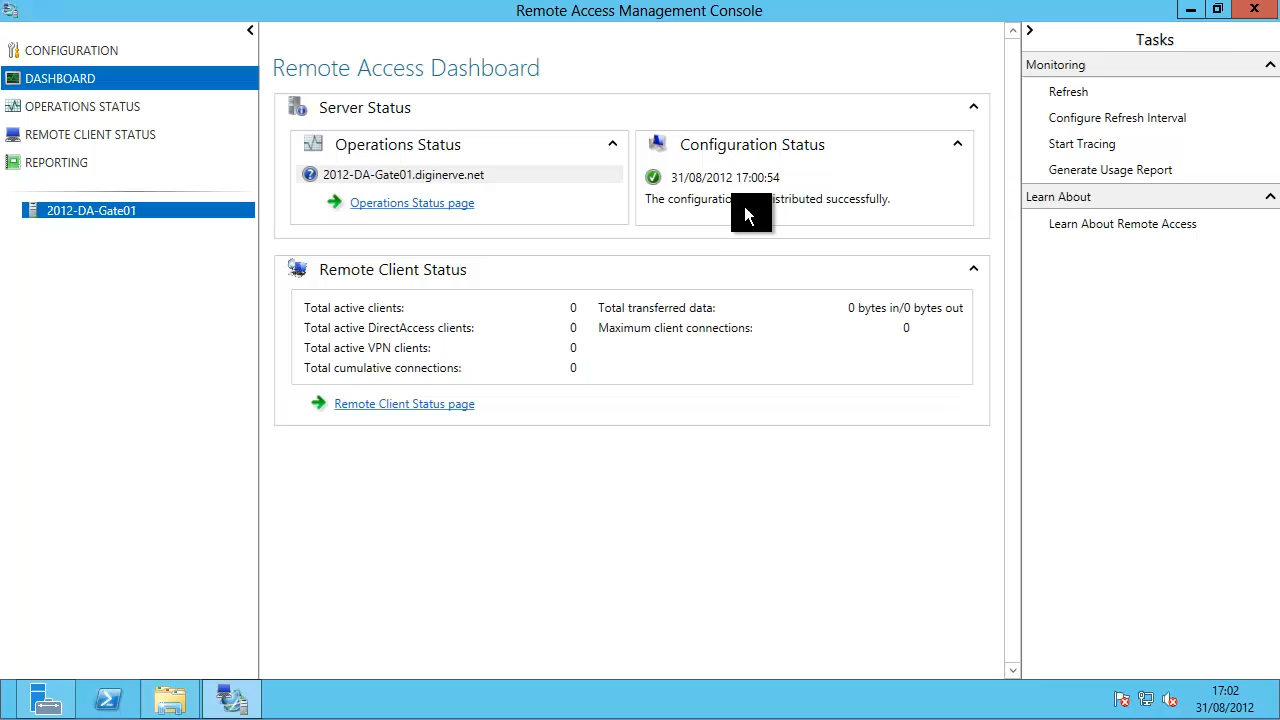 Remote Access Management Console
CONFIGURATION
DASHBOARD
OPERATIONS STATUS
REMOTE CLIENT STATUS
REPORTING
2012-DA-Gate01
Remote Access Dashboard
Server Status
Operations Status
2012-DA-Gate01.diginerve.net
Operations Status page
Configuration Status
31/08/2012 17:00:54
The configuration distributed successfully.
Remote Client Status
Total active clients: 0
Total active DirectAccess clients: 0
Total active VPN clients: 0
Total cumulative connections: 0
Total transferred data: 0 bytes in/0 bytes out
Maximum client connections: 0
Remote Client Status page
Tasks
Monitoring
Refresh
Configure Refresh Interval
Start Tracing
Generate Usage Report
Learn About
Learn About Remote Access
17:02
31/08/2012